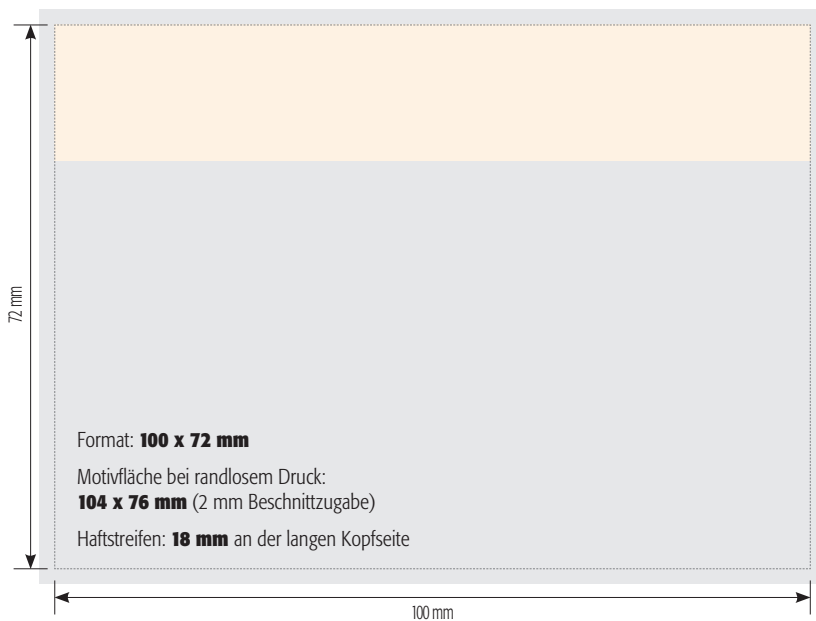 72 mm
Format: 100 x 72 mm
Motivfläche bei randlosem Druck:
104 x 76 mm (2 mm Beschnittzugabe)
Haftstreifen: 18 mm an der langen Kopfseite
100 mm